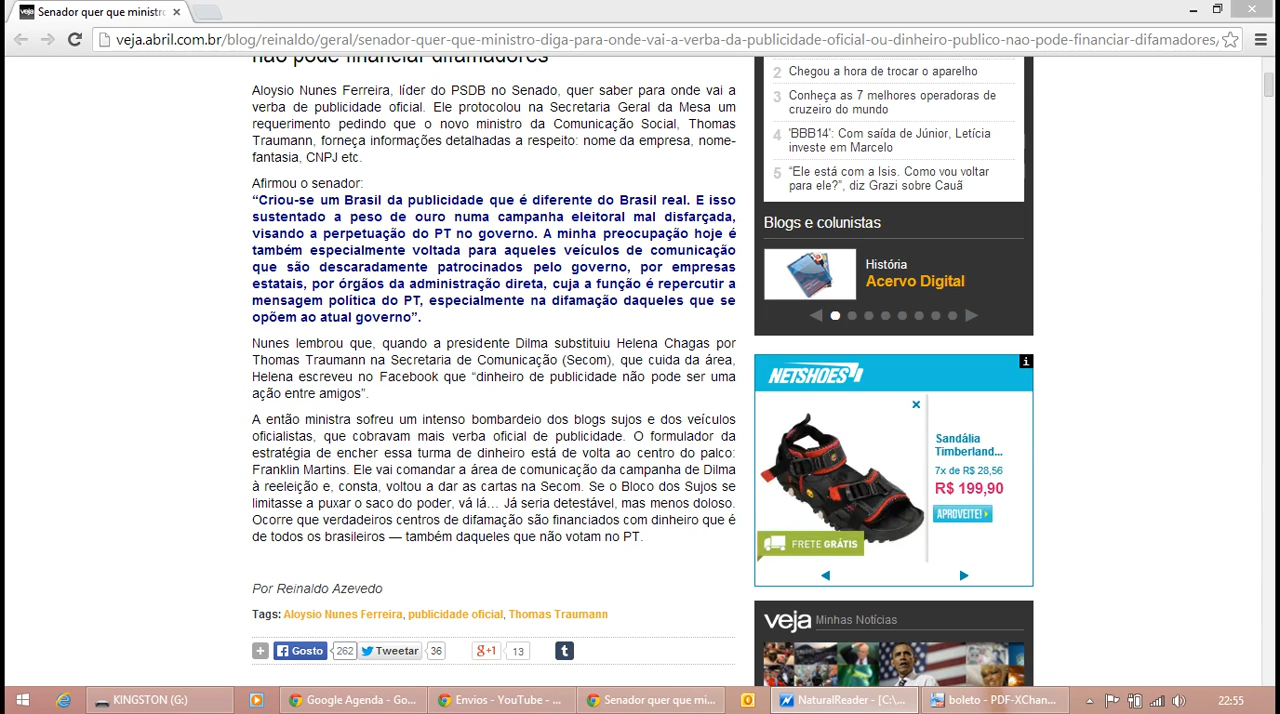 Senador quer que ministro
veja.abril.com.br/blog/reinaldo/geral/senador-quer-que-ministro-diga-para-onde-vai-a-verba-da-publicidade-oficial-ou-dinheiro-publico-nao-pode-financiar-difamadores/
não pode financiar difamadores
Aloysio Nunes Ferreira, líder do PSDB no Senado, quer saber para onde vai a
verba de publicidade oficial. Ele protocolou na Secretaria Geral da Mesa um
requerimento pedindo que o novo ministro da Comunicação Social, Thomas
Traumann, forneça informações detalhadas a respeito: nome da empresa, nome-
fantasia, CNPJ etc.
Afirmou o senador:
“Criou-se um Brasil da publicidade que é diferente do Brasil real. E isso
sustentado a peso de ouro numa campanha eleitoral mal disfarçada,
visando a perpetuação do PT no governo. A minha preocupação hoje é
também especialmente voltada para aqueles veículos de comunicação
que são descaradamente patrocinados pelo governo, por empresas
estatais, por órgãos da administração direta, cuja a função é repercutir a
mensagem política do PT, especialmente na difamação daqueles que se
opõem ao atual governo”.
Nunes lembrou que, quando a presidente Dilma substituiu Helena Chagas por
Thomas Traumann na Secretaria de Comunicação (Secom), que cuida da área,
Helena escreveu no Facebook que “dinheiro de publicidade não pode ser uma
ação entre amigos”.
A então ministra sofreu um intenso bombardeio dos blogs sujos e dos veículos
oficialistas, que cobravam mais verba oficial de publicidade. O formulador da
estratégia de encher essa turma de dinheiro está de volta ao centro do palco:
Franklin Martins. Ele vai comandar a área de comunicação da campanha de Dilma
à reeleição e, consta, voltou a dar as cartas na Secom. Se o Bloco dos Sujos se
limitasse a puxar o saco do poder, vá lá… Já seria detestável, mas menos doloso.
Ocorre que verdadeiros centros de difamação são financiados com dinheiro que é
de todos os brasileiros — também daqueles que não votam no PT.
Por Reinaldo Azevedo
Tags: Aloysio Nunes Ferreira, publicidade oficial, Thomas Traumann
Gosto 262 Tweetar 36 g+1 13 t
2 Chegou a hora de trocar o aparelho
3 Conheça as 7 melhores operadoras de
cruzeiro do mundo
4 'BBB14': Com saída de Júnior, Letícia
investe em Marcelo
5 “Ele está com a Isis. Como vou voltar
para ele?”, diz Grazi sobre Cauã
Blogs e colunistas
História
Acervo Digital
NETSHOES
Sandália
Timberland...
7x de R$ 28,56
R$ 199,90
APROVEITE!
FRETE GRÁTIS
veja Minhas Notícias
KINGSTON (G:)
Google Agenda - Go...
Envios - YouTube - ...
Senador quer que mi...
NaturalReader - [C:\...
boleto - PDF-XChan...
22:55